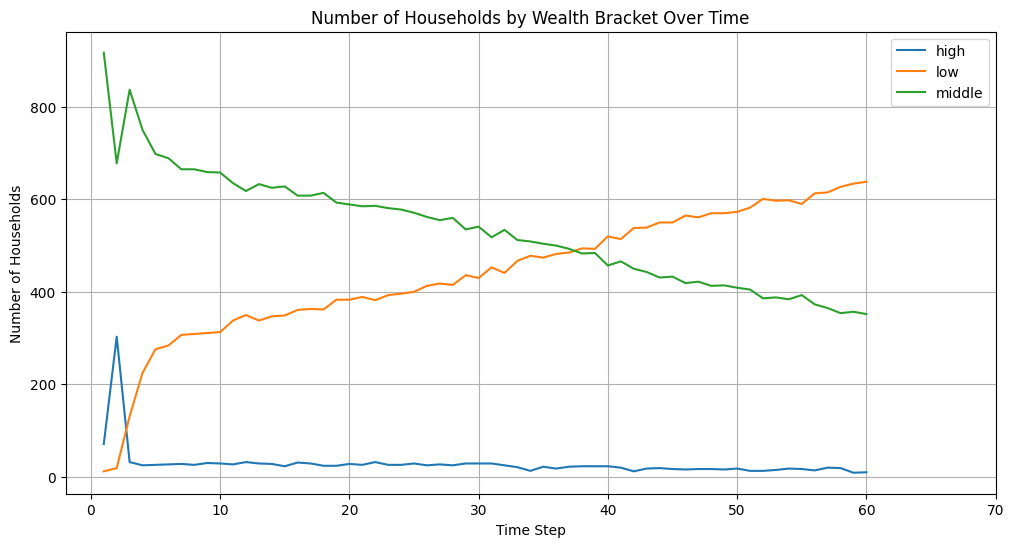 Number of Households by Wealth Bracket Over Time
high
low
middle
800
600
400
200
0
Number of Households
0 10 20 30 40 50 60 70
Time Step